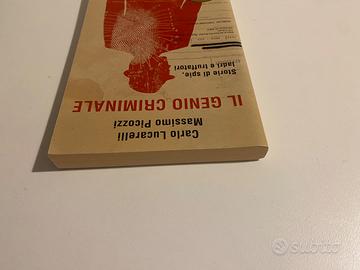 Carlo Lucarelli
Massimo Picozzi
IL GENIO CRIMINALE
Storie di spie,
ladri e truffatori
subito